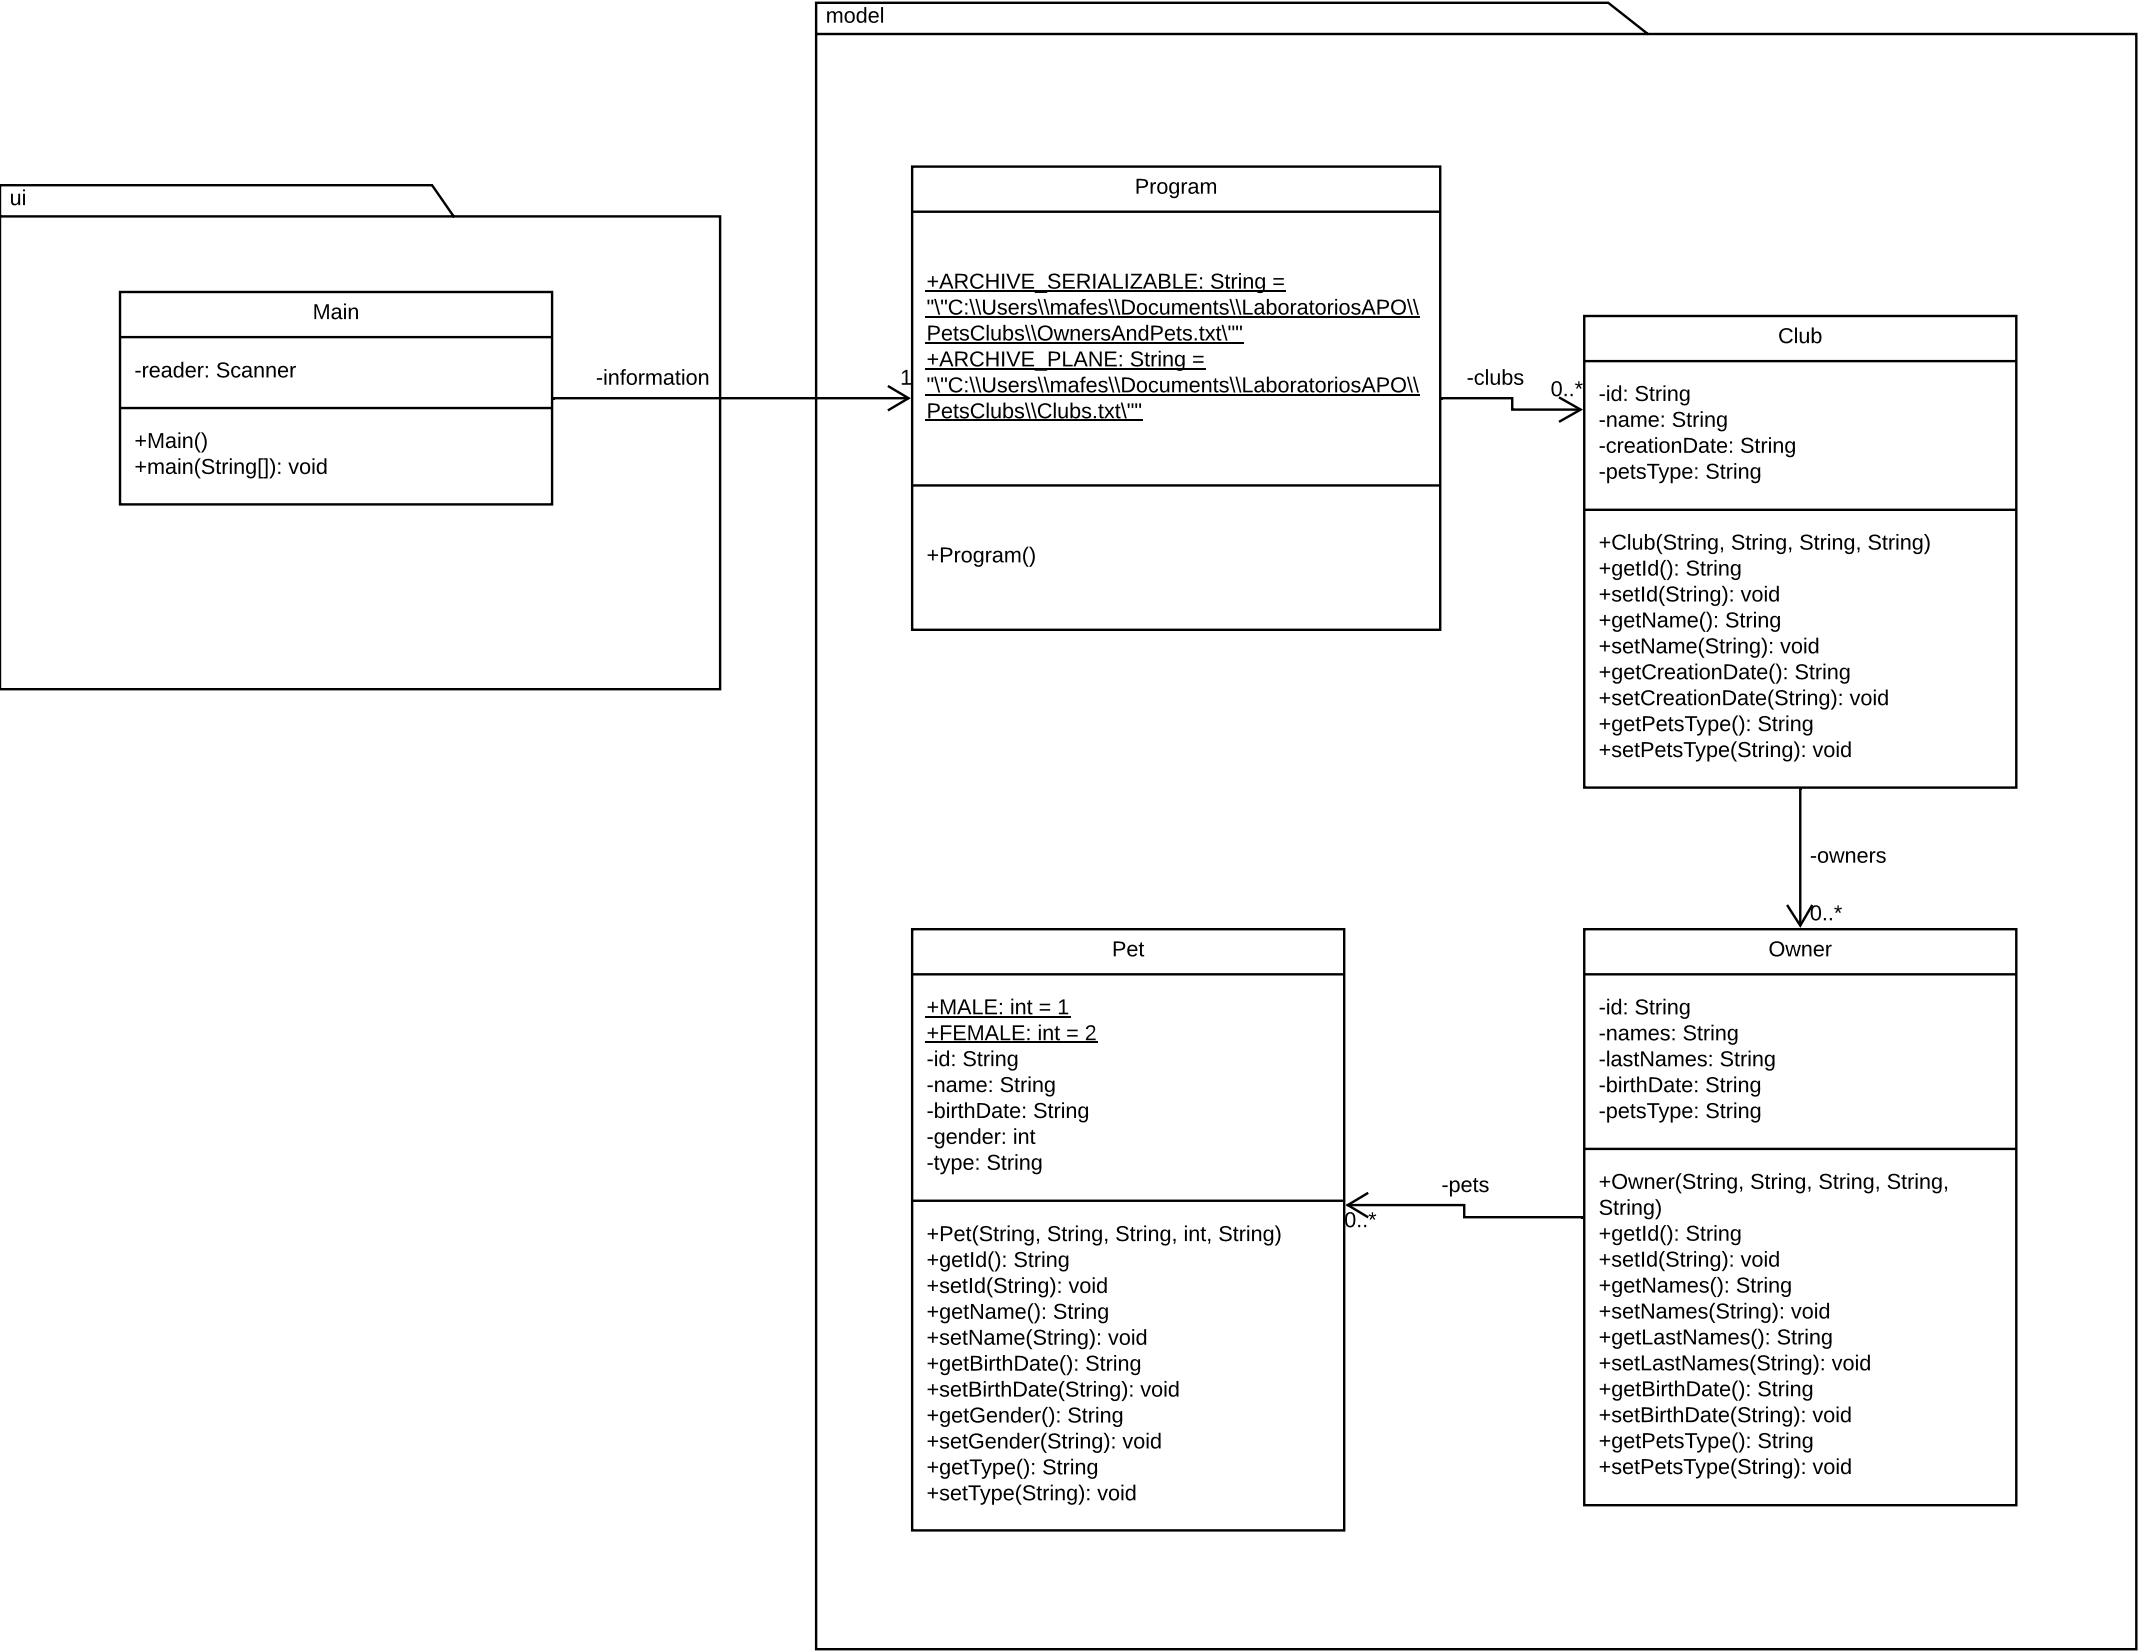 model
ui
Main
-reader: Scanner
+Main()
+main(String[]): void
-information
1
Program
+ARCHIVE_SERIALIZABLE: String =
"\"C:\\Users\\mafes\\Documents\\LaboratoriosAPO\\
PetsClubs\\OwnersAndPets.txt\""
+ARCHIVE_PLANE: String =
"\"C:\\Users\\mafes\\Documents\\LaboratoriosAPO\\
PetsClubs\\Clubs.txt\""
+Program()
-clubs
0..*
Club
-id: String
-name: String
-creationDate: String
-petsType: String
+Club(String, String, String, String)
+getId(): String
+setId(String): void
+getName(): String
+setName(String): void
+getCreationDate(): String
+setCreationDate(String): void
+getPetsType(): String
+setPetsType(String): void
-owners
0..*
Pet
+MALE: int = 1
+FEMALE: int = 2
-id: String
-name: String
-birthDate: String
-gender: int
-type: String
+Pet(String, String, String, int, String)
+getId(): String
+setId(String): void
+getName(): String
+setName(String): void
+getBirthDate(): String
+setBirthDate(String): void
+getGender(): String
+setGender(String): void
+getType(): String
+setType(String): void
-pets
0..*
Owner
-id: String
-names: String
-lastNames: String
-birthDate: String
-petsType: String
+Owner(String, String, String, String,
String)
+getId(): String
+setId(String): void
+getNames(): String
+setNames(String): void
+getLastNames(): String
+setLastNames(String): void
+getBirthDate(): String
+setBirthDate(String): void
+getPetsType(): String
+setPetsType(String): void